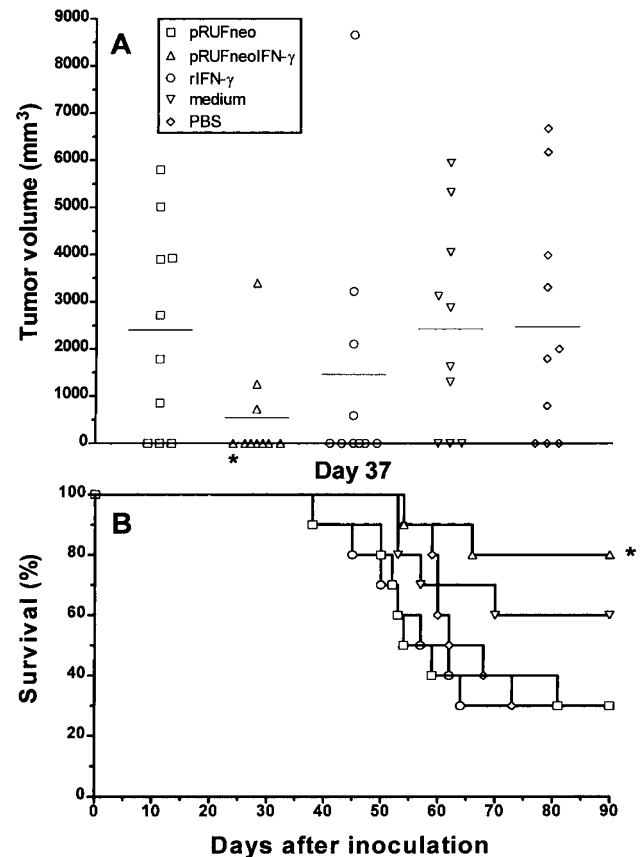 A
pRUFneo
pRUFneoIFN-γ
rIFN-γ
medium
PBS
Tumor volume (mm³)
9000
8000
7000
6000
5000
4000
3000
2000
1000
0
*
Day 37
B
*
Survival (%)
100
80
60
40
20
0
0 10 20 30 40 50 60 70 80 90
Days after inoculation